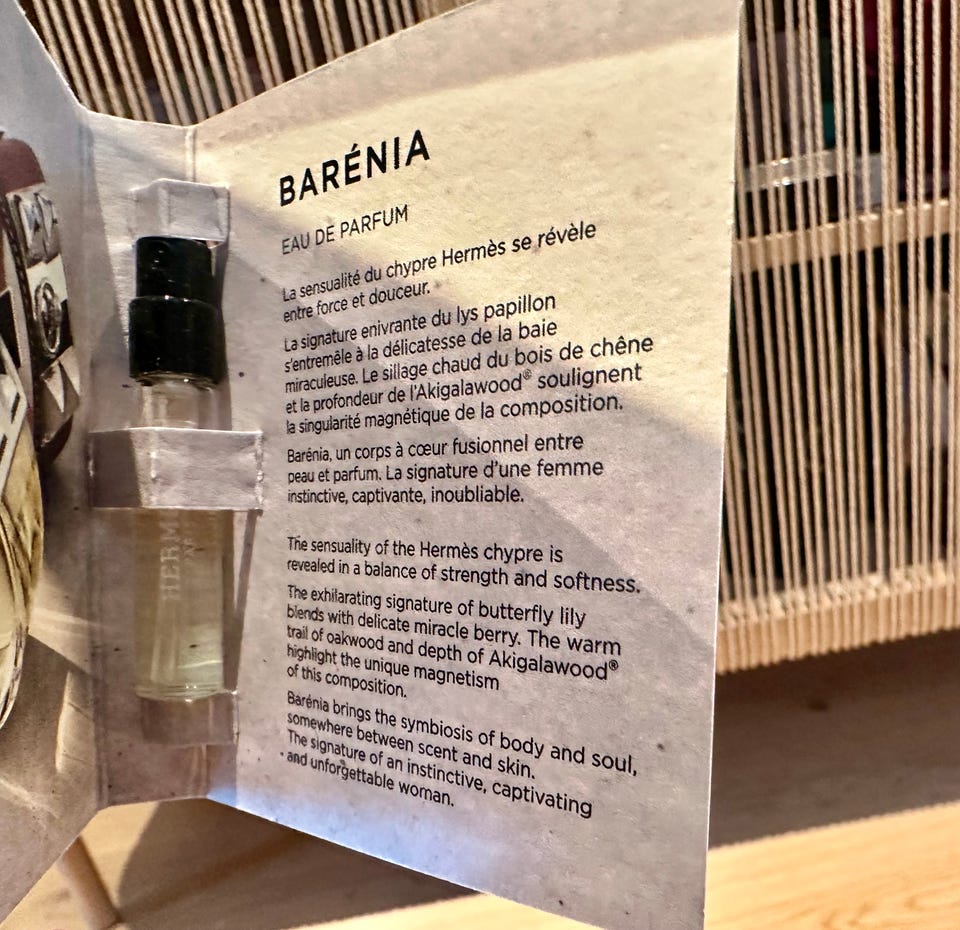 BARÉNIA
EAU DE PARFUM
La sensualité du chypre Hermès se révèle
entre force et douceur.
La signature enivrante du lys papillon
s'entremêle à la délicatesse de la baie
miraculeuse. Le sillage chaud du bois de chêne
et la profondeur de l'Akigalawood® soulignent
la singularité magnétique de la composition.
Barénia, un corps à cœur fusionnel entre
peau et parfum. La signature d'une femme
instinctive, captivante, inoubliable.
The sensuality of the Hermès chypre is
revealed in a balance of strength and softness.
The exhilarating signature of butterfly lily
blends with delicate miracle berry. The warm
trail of oakwood and depth of Akigalawood®
highlight the unique magnetism
of this composition.
Barénia brings the symbiosis of body and soul,
somewhere between scent and skin.
The signature of an instinctive, captivating
and unforgettable woman.